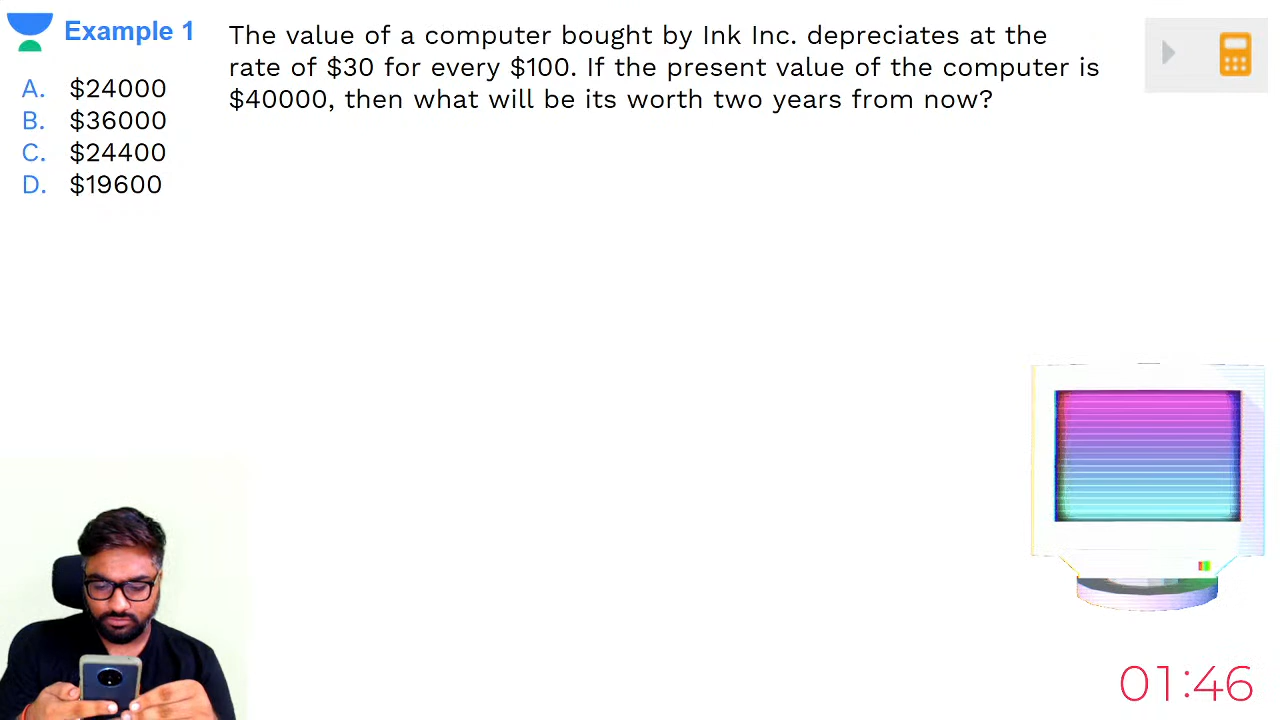 Example 1
The value of a computer bought by Ink Inc. depreciates at the
rate of $30 for every $100. If the present value of the computer is
$40000, then what will be its worth two years from now?
A. $24000
B. $36000
C. $24400
D. $19600
01:46